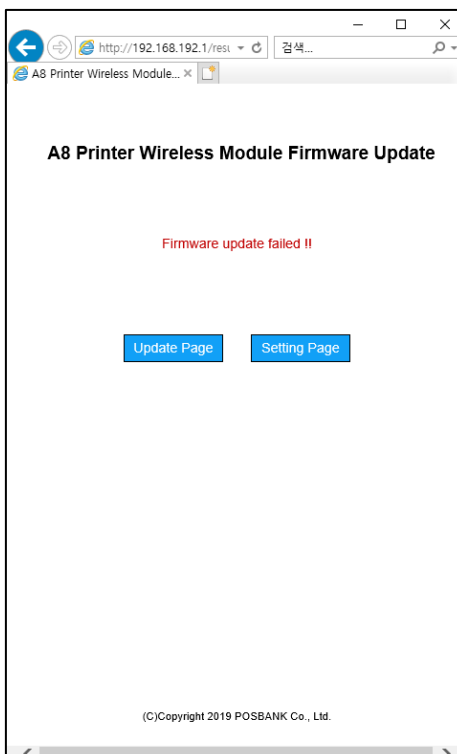 http://192.168.192.1/resu
검색...
A8 Printer Wireless Module...
A8 Printer Wireless Module Firmware Update
Firmware update failed !!
Update Page
Setting Page
(C)Copyright 2019 POSBANK Co., Ltd.